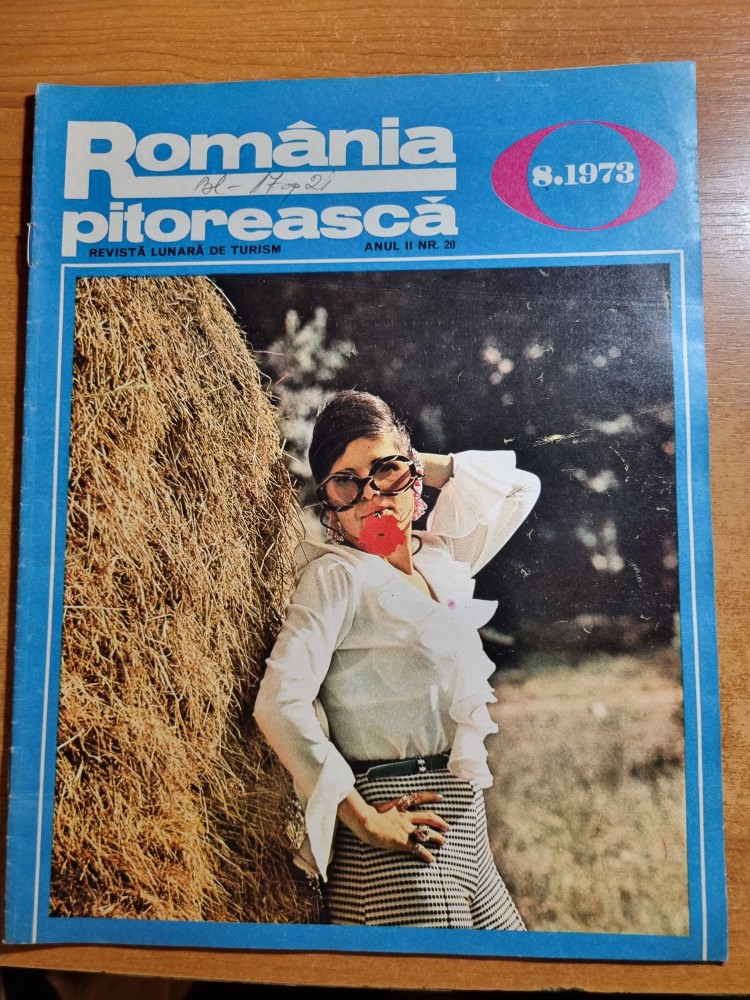 România
8.1973
pitorească
REVISTĂ LUNARĂ DE TURISM
ANUL II NR. 20